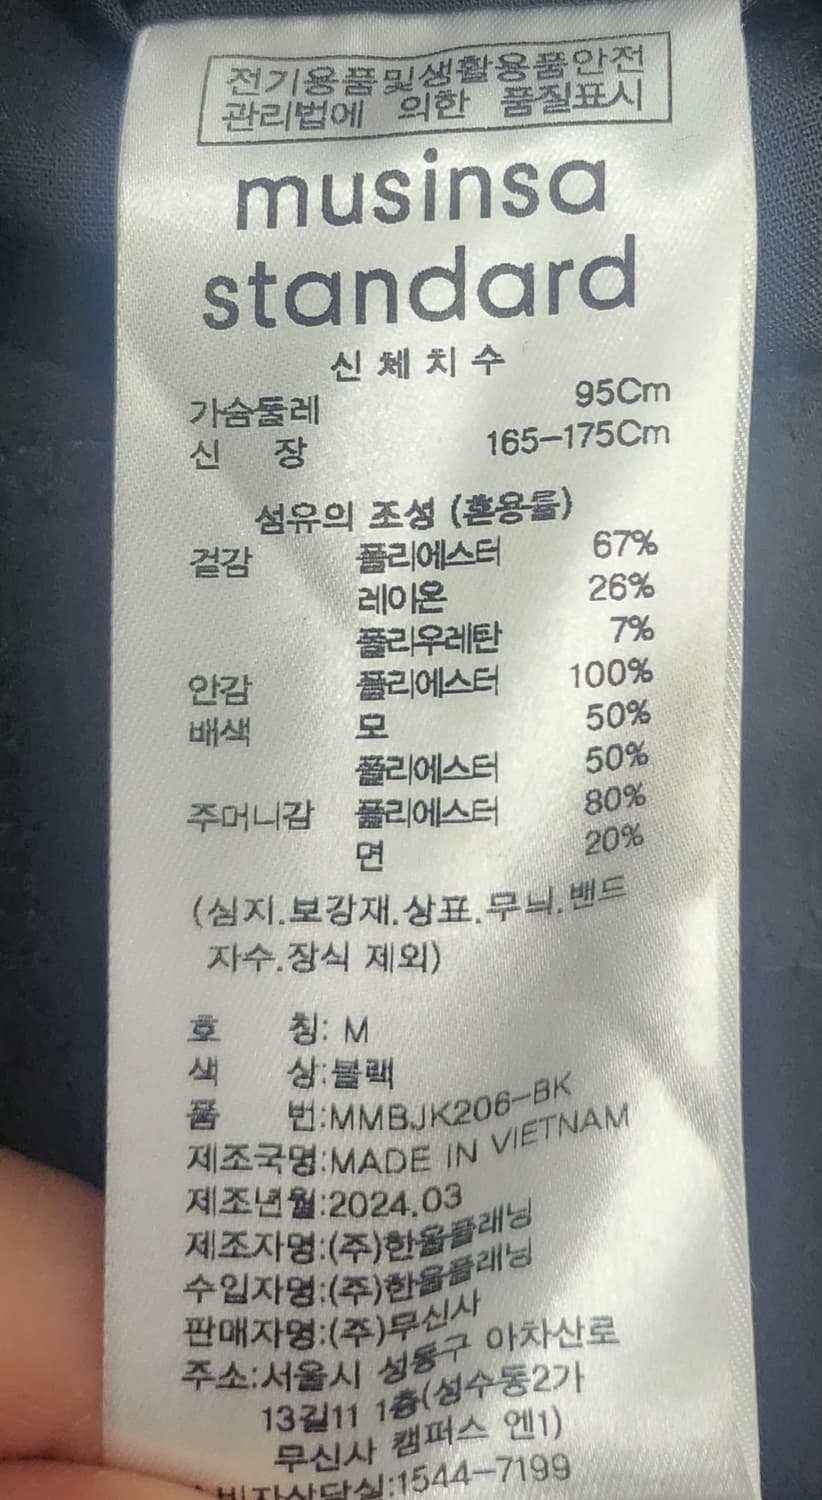 전기용품및생활용품안전
관리법에 의한 품질표시
musinsa
standard
신체치수
가슴둘레 95Cm
신 장 165-175Cm
섬유의 조성 (혼용률)
겉감 폴리에스터 67%
레이온 26%
폴리우레탄 7%
안감 폴리에스터 100%
배색 모 50%
폴리에스터 50%
주머니감 폴리에스터 80%
면 20%
(심지.보강재.상표.무늬.밴드
자수.장식 제외)
호 칭: M
색 상:블랙
품 번:MMBJK206-BK
제조국명:MADE IN VIETNAM
제조년월:2024.03
제조자명:(주)한울플래닝
수입자명:(주)한울플래닝
판매자명:(주)무신사
주소:서울시 성동구 아차산로
13길11 1층(성수동2가
무신사 캠퍼스 엔1)
비자상담실:1544-7199